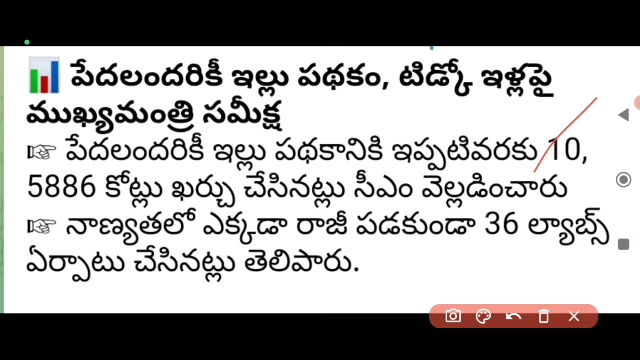 📊 పేదలందరికీ ఇల్లు పథకం, టిడ్కో ఇళ్లపై
ముఖ్యమంత్రి సమీక్ష
☞ పేదలందరికీ ఇల్లు పథకానికి ఇప్పటివరకు 10,
5886 కోట్లు ఖర్చు చేసినట్లు సీఎం వెల్లడించారు
☞ నాణ్యతలో ఎక్కడా రాజీ పడకుండా 36 ల్యాబ్స్
ఏర్పాటు చేసినట్లు తెలిపారు.